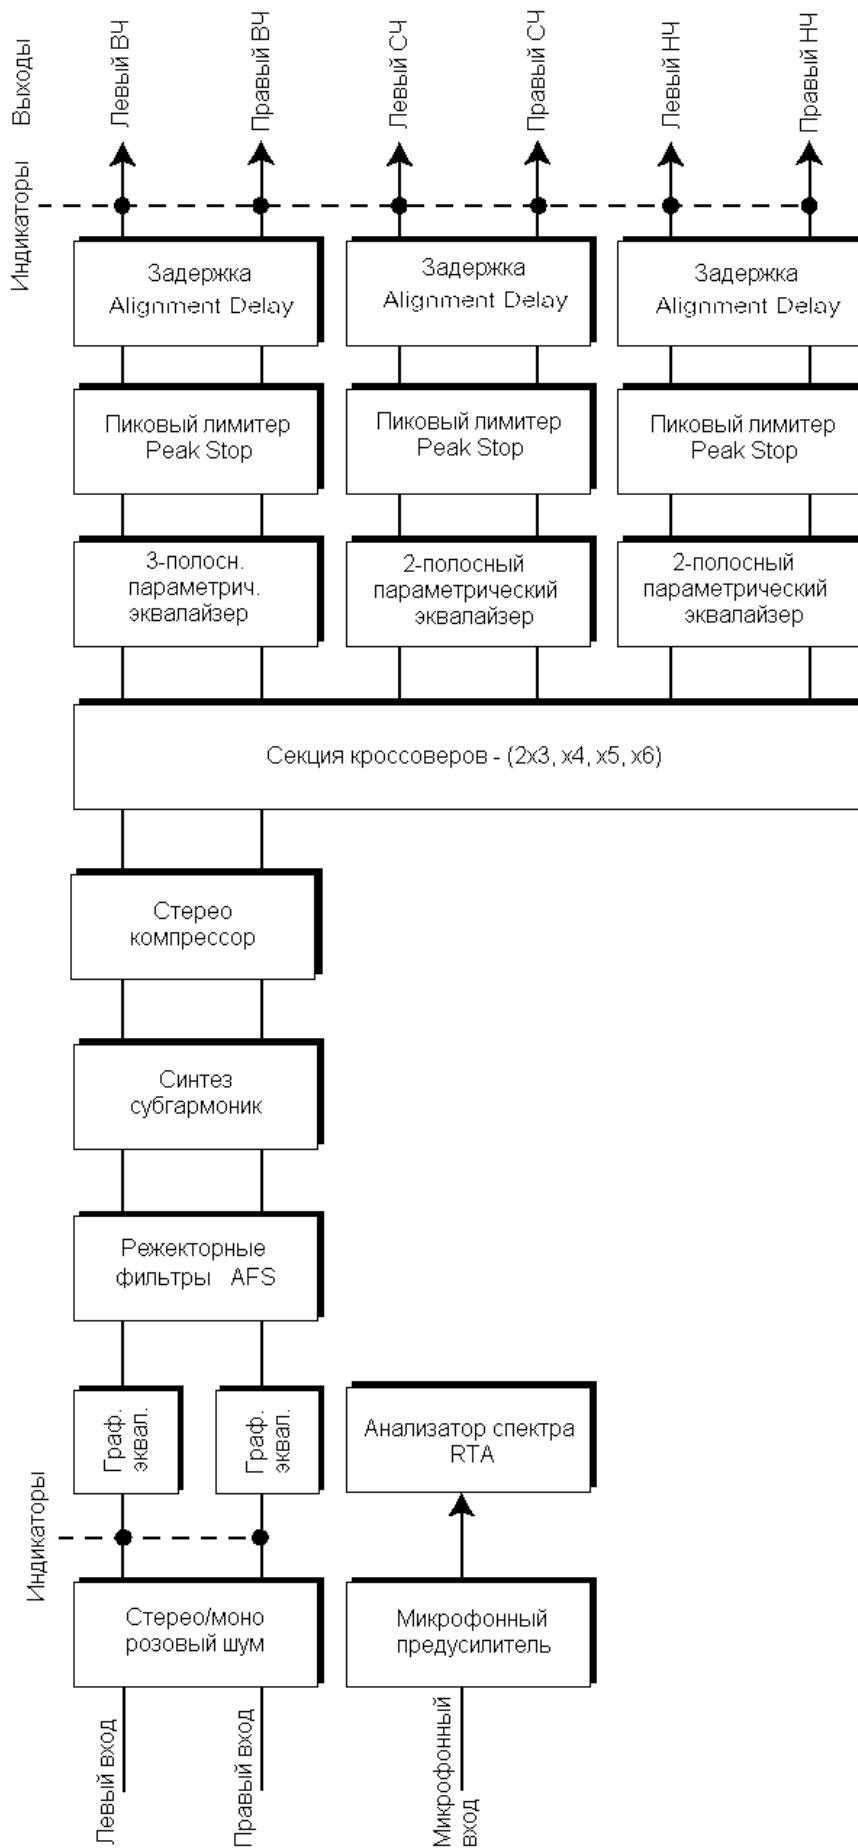 Выходы
Левый ВЧ
Правый ВЧ
Левый СЧ
Правый СЧ
Левый НЧ
Правый НЧ
Индикаторы
Задержка
Alignment Delay
Задержка
Alignment Delay
Задержка
Alignment Delay
Пиковый лимитер
Peak Stop
Пиковый лимитер
Peak Stop
Пиковый лимитер
Peak Stop
3-полосн.
параметрич.
эквалайзер
2-полосный
параметрический
эквалайзер
2-полосный
параметрический
эквалайзер
Секция кроссоверов - (2x3, x4, x5, x6)
Стерео
компрессор
Синтез
субгармоник
Режекторные
фильтры AFS
Граф.
эквал.
Граф.
эквал.
Анализатор спектра
RTA
Индикаторы
Стерео/моно
розовый шум
Микрофонный
предусилитель
Левый вход
Правый вход
Микрофонный
вход